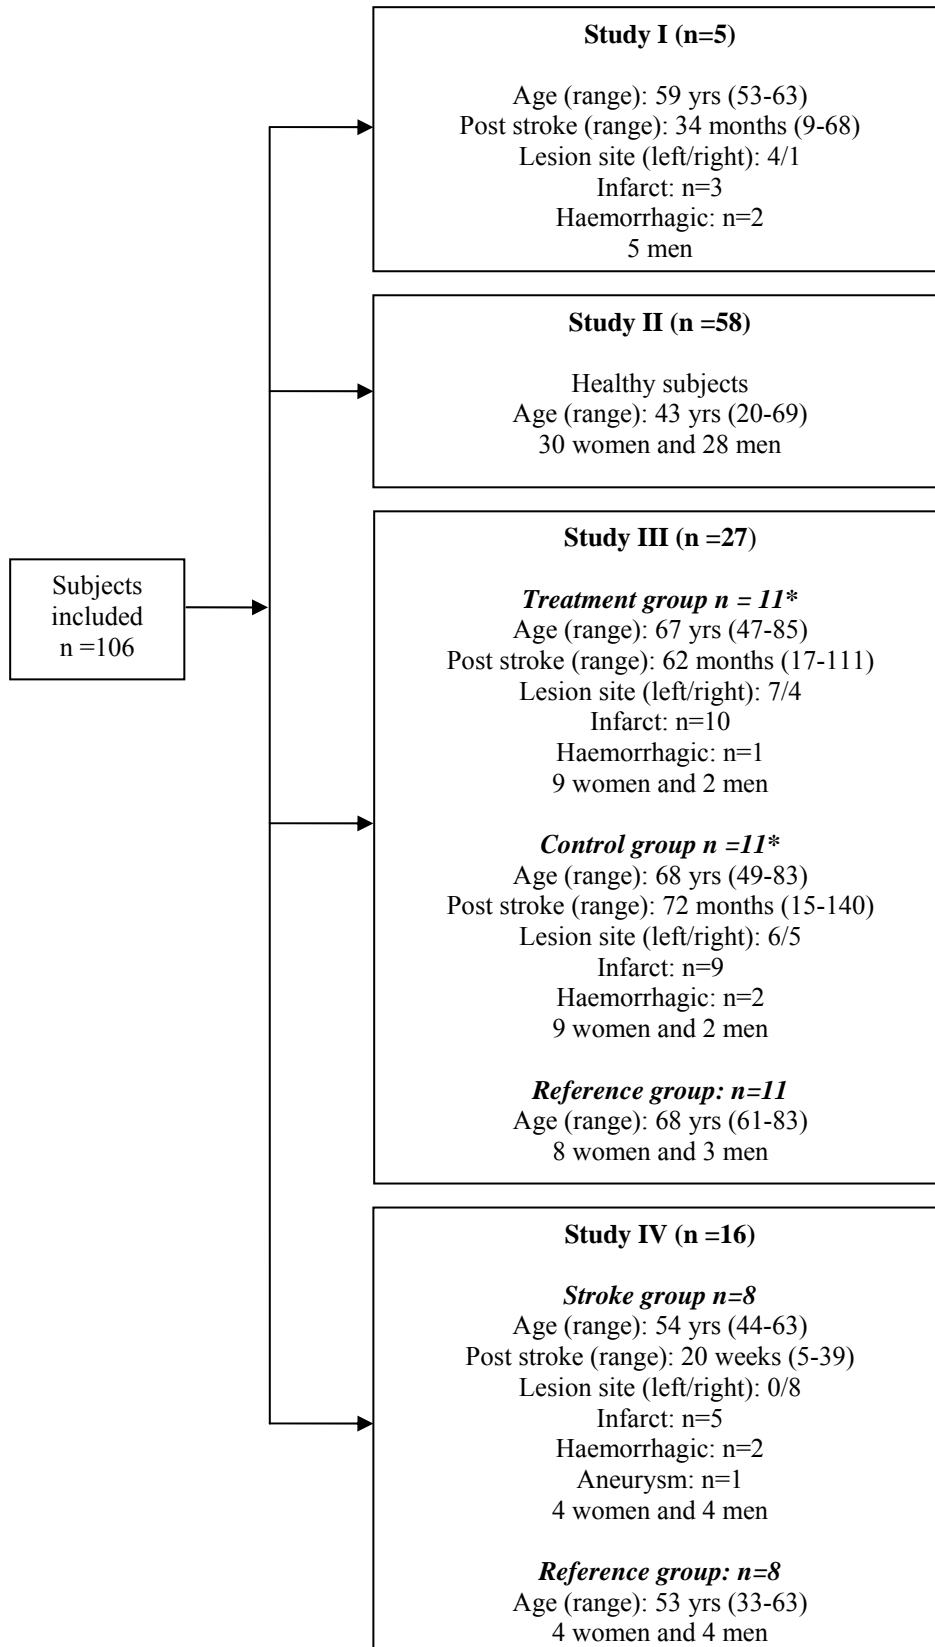 Study I (n=5)
Age (range): 59 yrs (53-63)
Post stroke (range): 34 months (9-68)
Lesion site (left/right): 4/1
Infarct: n=3
Haemorrhagic: n=2
5 men
Study II (n =58)
Healthy subjects
Age (range): 43 yrs (20-69)
30 women and 28 men
Subjects
included
n =106
Study III (n =27)
Treatment group n = 11*
Age (range): 67 yrs (47-85)
Post stroke (range): 62 months (17-111)
Lesion site (left/right): 7/4
Infarct: n=10
Haemorrhagic: n=1
9 women and 2 men
Control group n =11*
Age (range): 68 yrs (49-83)
Post stroke (range): 72 months (15-140)
Lesion site (left/right): 6/5
Infarct: n=9
Haemorrhagic: n=2
9 women and 2 men
Reference group: n=11
Age (range): 68 yrs (61-83)
8 women and 3 men
Study IV (n =16)
Stroke group n=8
Age (range): 54 yrs (44-63)
Post stroke (range): 20 weeks (5-39)
Lesion site (left/right): 0/8
Infarct: n=5
Haemorrhagic: n=2
Aneurysm: n=1
4 women and 4 men
Reference group: n=8
Age (range): 53 yrs (33-63)
4 women and 4 men